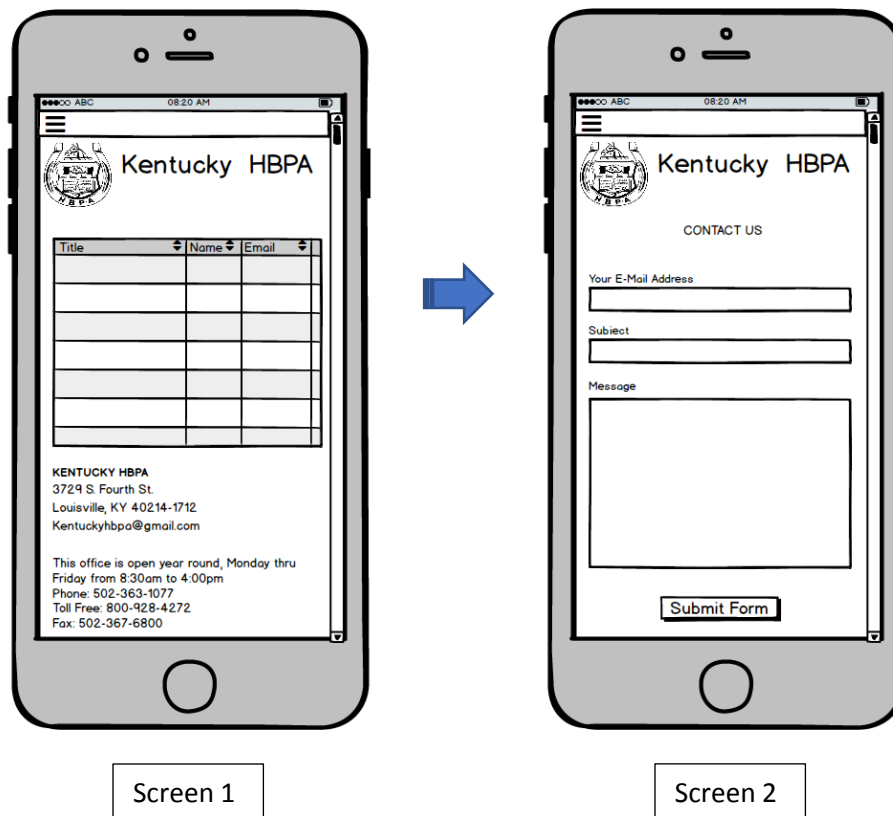 ABC 08:20 AM
Kentucky HBPA
H B P A
Title Name Email
KENTUCKY HBPA
3729 S. Fourth St.
Louisville, KY 40214-1712
Kentuckyhbpa@gmail.com
This office is open year round, Monday thru
Friday from 8:30am to 4:00pm
Phone: 502-363-1077
Toll Free: 800-928-4272
Fax: 502-367-6800
Screen 1
ABC 08:20 AM
Kentucky HBPA
H B P A
CONTACT US
Your E-Mail Address
Subject
Message
Submit Form
Screen 2